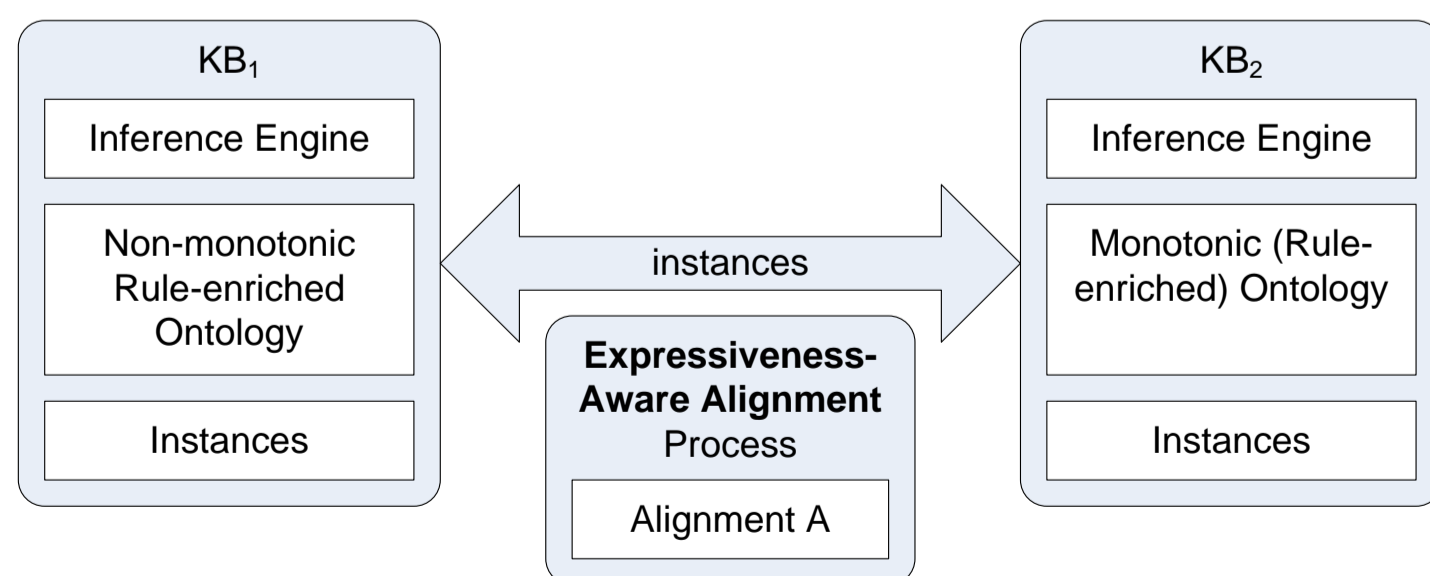 KB₁
Inference Engine
Non-monotonic
Rule-enriched
Ontology
Instances
instances
Expressiveness-
Aware Alignment
Process
Alignment A
KB₂
Inference Engine
Monotonic (Rule-
enriched) Ontology
Instances